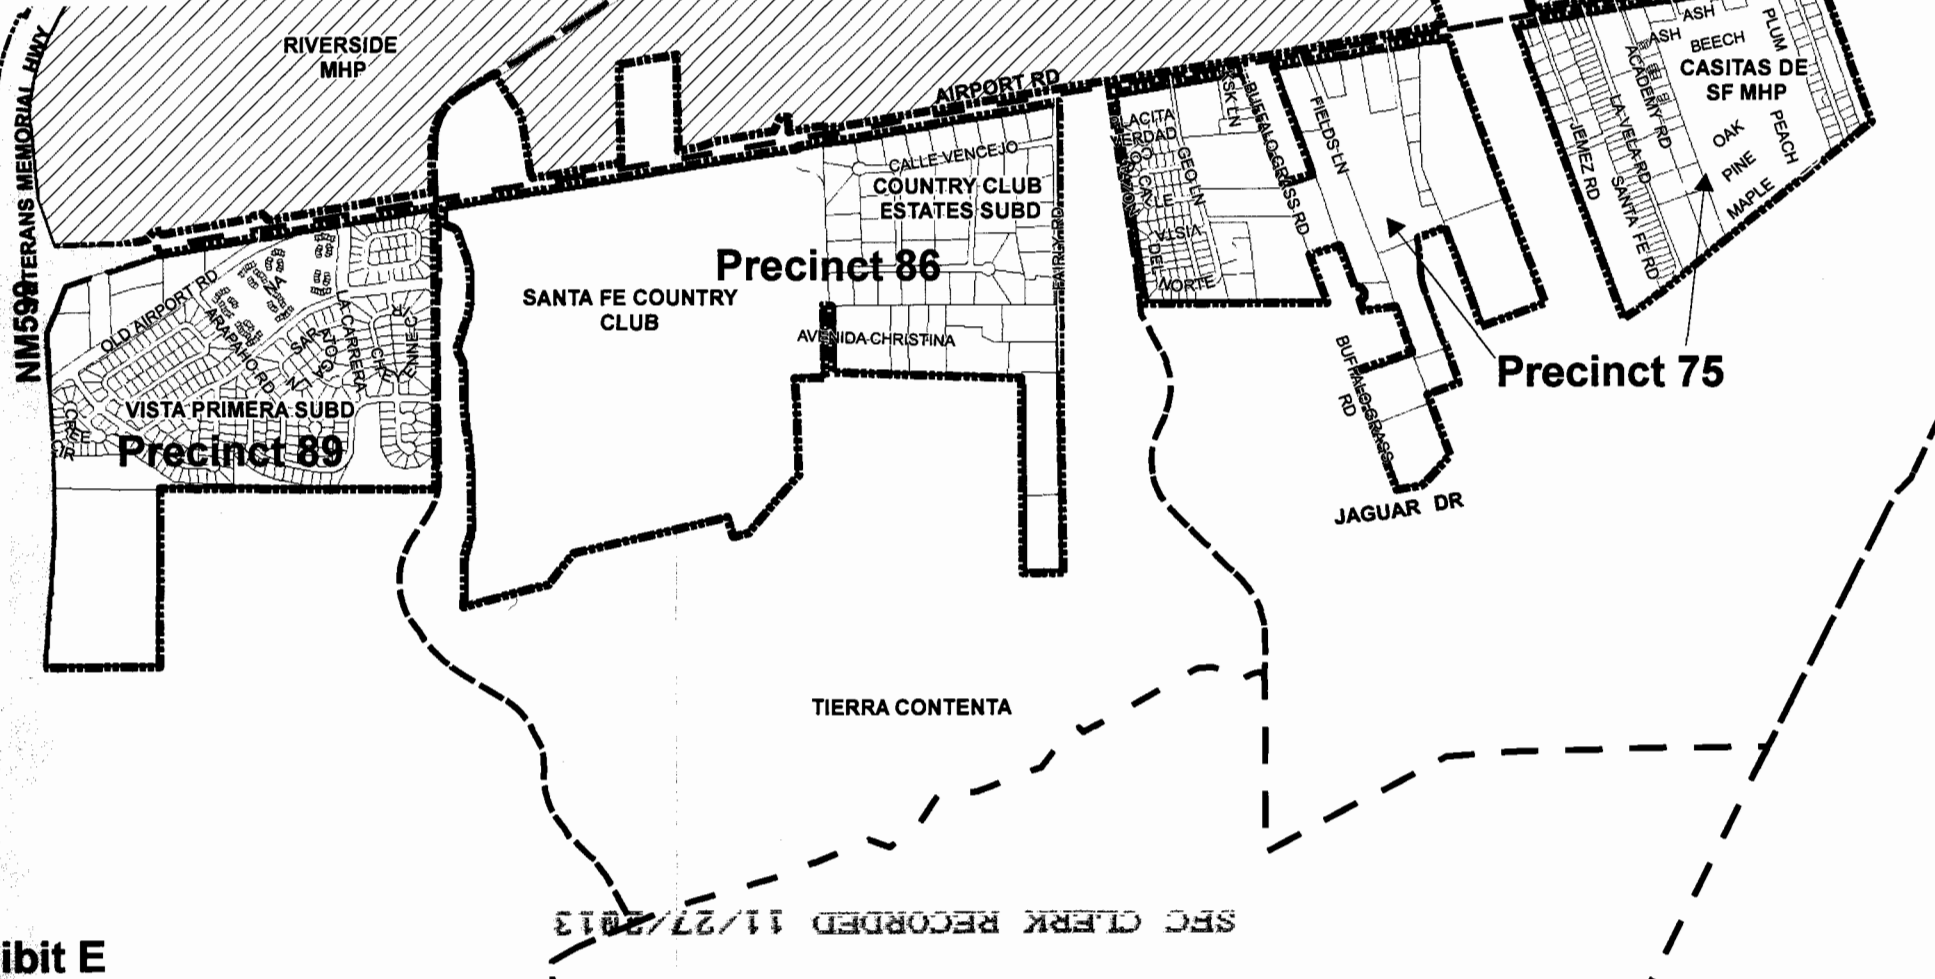 RIVERSIDE
MHP
NM599
VETERANS MEMORIAL HWY
AIRPORT RD
OLD AIRPORT RD
ARAPAHO RD
LA CARRERA
VISTA PRIMERA SUBD
Precinct 89
CREE
CIR
SANTA FE COUNTRY
CLUB
Precinct 86
CALLE VENCEJO
COUNTRY CLUB
ESTATES SUBD
FAIRLY RD
AVENIDA CHRISTINA
GEO LN
VISTA
DEL
NORTE
BUFFALO GRASS RD
FIELDS LN
BUFFALO GRASS
RD
JAGUAR DR
Precinct 75
JEMEZ RD
LA VELA RD
ACADEMY RD
SANTA FE RD
ASH
ASH
BEECH
PLUM
CASITAS DE
SF MHP
OAK
PEACH
PINE
MAPLE
TIERRA CONTENTA
SFC CLERK RECORDED 11/27/2013
ibit E